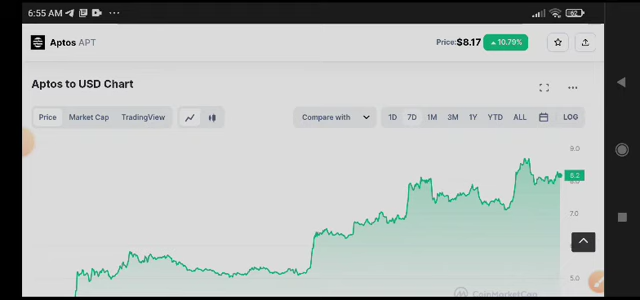 6:55 AM
Aptos APT
Price:$8.17 10.79%
Aptos to USD Chart
Price Market Cap TradingView
Compare with
1D 7D 1M 3M 1Y YTD ALL LOG
9.0
8.2
8.0
7.0
5.0
CoinMarketCap